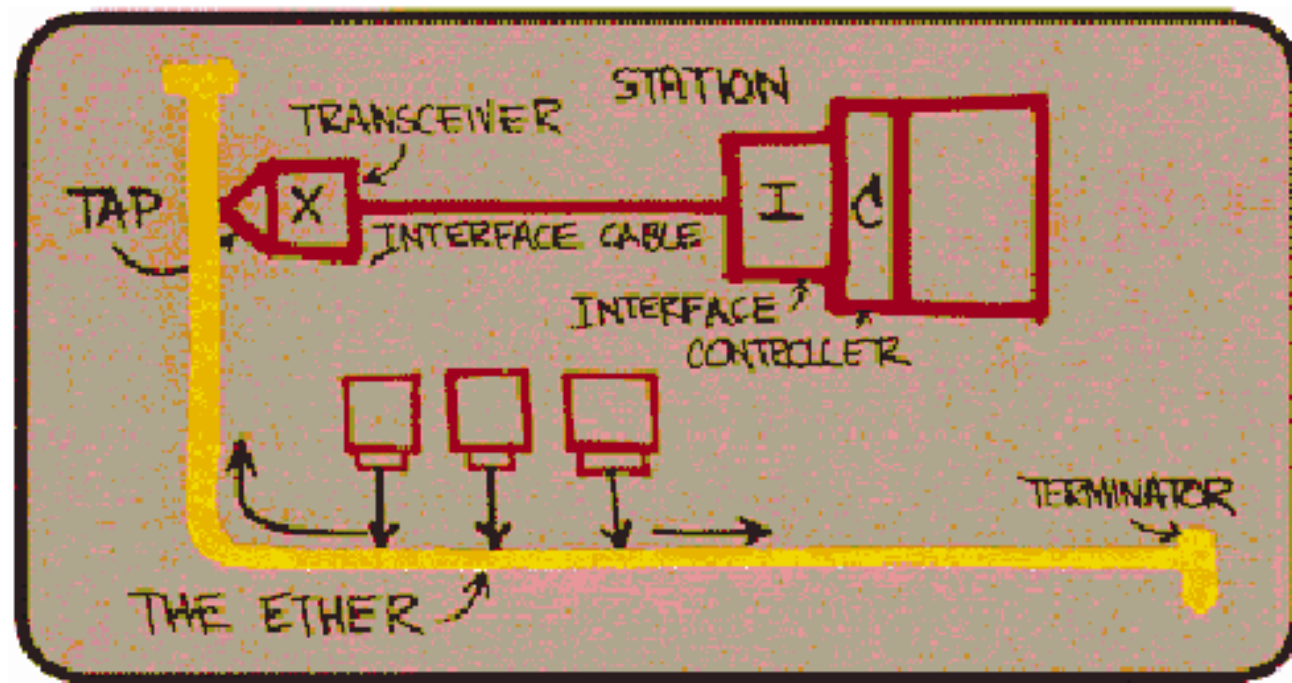 STATION
TRANSCEIVER
TAP
X
I
C
INTERFACE CABLE
INTERFACE
CONTROLLER
TERMINATOR
THE ETHER